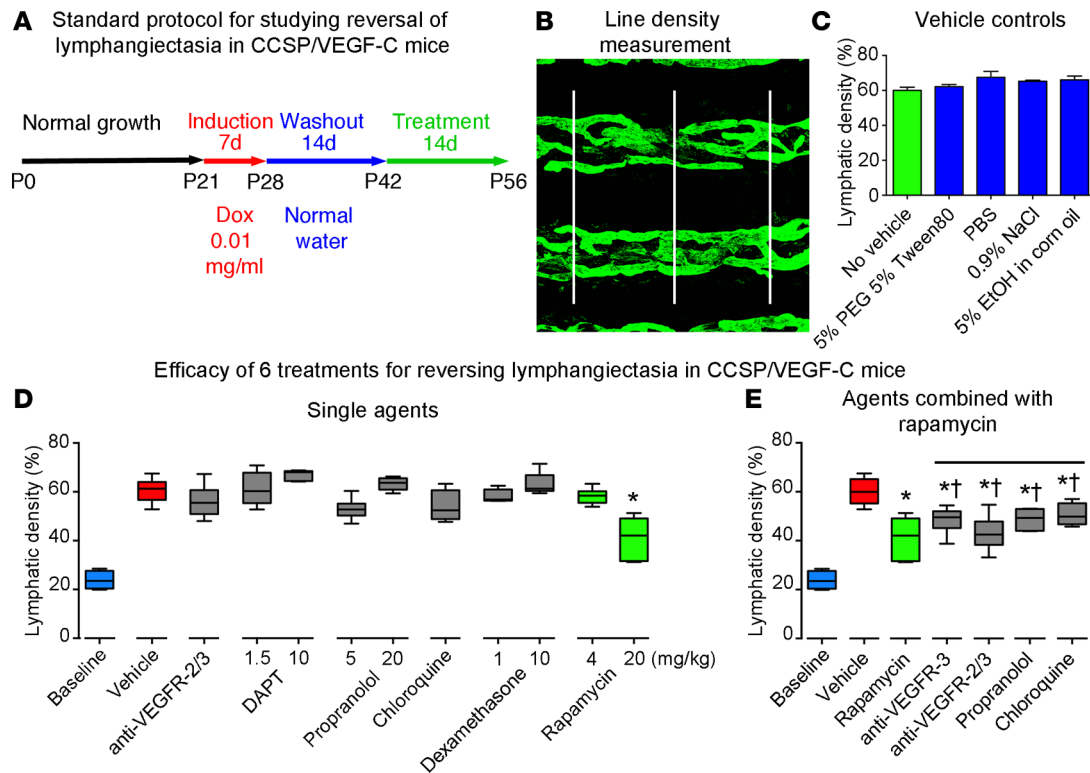 A Standard protocol for studying reversal of
lymphangiectasia in CCSP/VEGF-C mice
Normal growth
Induction
7d
Washout
14d
Treatment
14d
P0
P21
P28
P42
P56
Dox
0.01
mg/ml
Normal
water
B Line density
measurement
C Vehicle controls
Lymphatic density (%)
80
60
40
20
0
No vehicle
5% PEG 5% Tween80
PBS
0.9% NaCl
5% EtOH in corn oil
Efficacy of 6 treatments for reversing lymphangiectasia in CCSP/VEGF-C mice
D Single agents
Lymphatic density (%)
80
60
40
20
0
*
1.5 10 5 20 1 10 4 20 (mg/kg)
Baseline
Vehicle
anti-VEGFR-2/3
DAPT
Propranolol
Chloroquine
Dexamethasone
Rapamycin
E Agents combined with
rapamycin
Lymphatic density (%)
80
60
40
20
0
* *† *† *† *†
Baseline
Vehicle
Rapamycin
anti-VEGFR-3
anti-VEGFR-2/3
Propranolol
Chloroquine